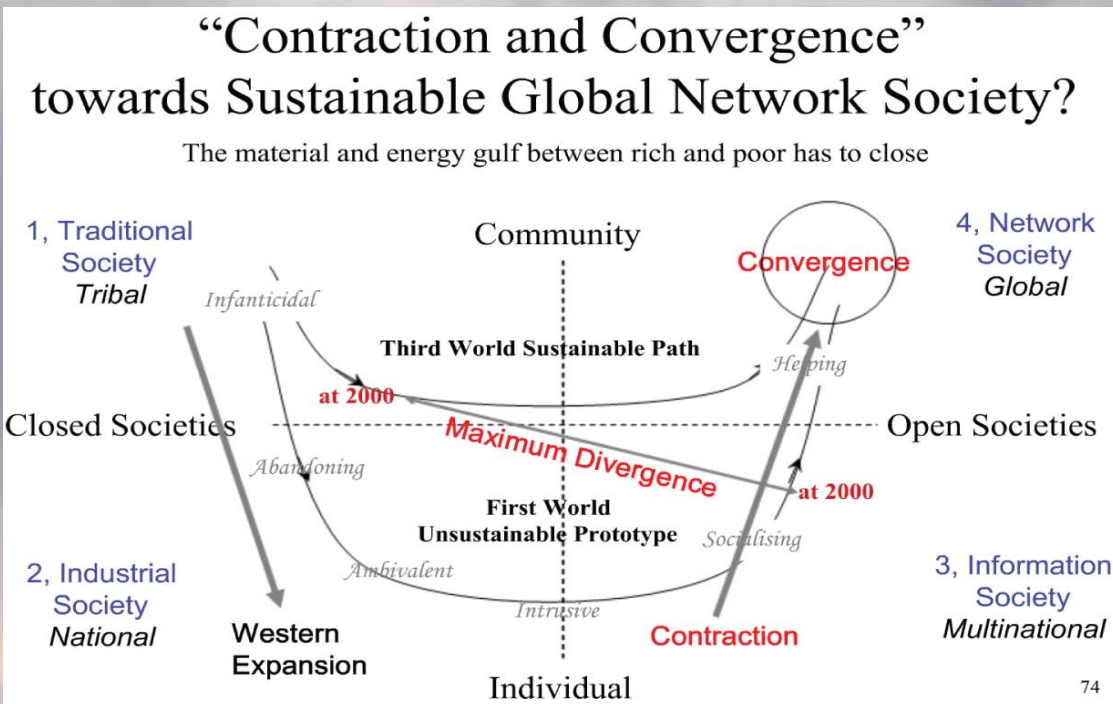 “Contraction and Convergence”
towards Sustainable Global Network Society?
The material and energy gulf between rich and poor has to close
1, Traditional
Society
Tribal
Infanticidal
Community
Convergence
4, Network
Society
Global
Third World Sustainable Path
Helping
at 2000
Closed Societies
Open Societies
Maximum Divergence
Abandoning
at 2000
First World
Unsustainable Prototype
Socialising
Ambivalent
Intrusive
2, Industrial
Society
National
Western
Expansion
Contraction
3, Information
Society
Multinational
Individual
74